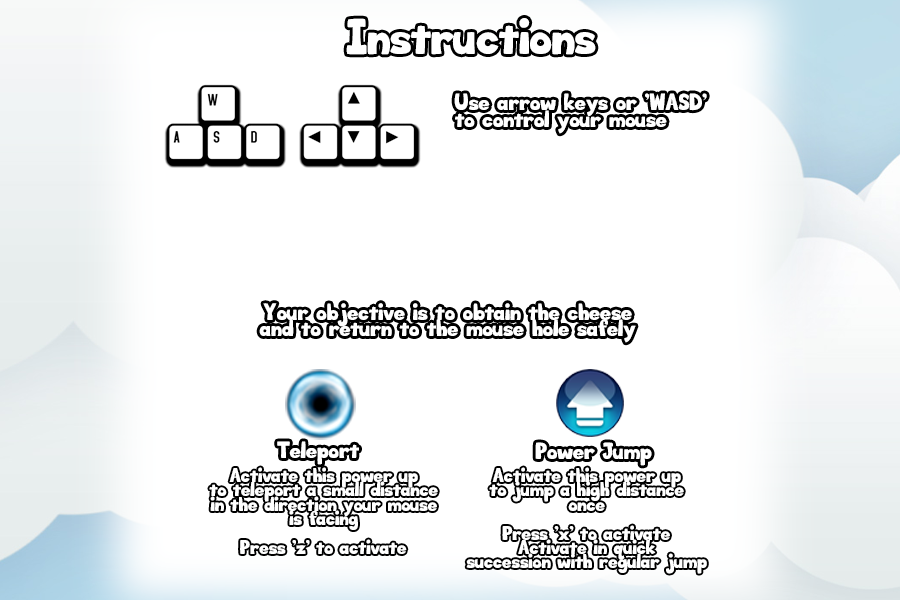 Instructions
W
A S D
Use arrow keys or 'WASD'
to control your mouse
Your objective is to obtain the cheese
and to return to the mouse hole safely
Teleport
Activate this power up
to teleport a small distance
in the direction your mouse
is facing
Press 'z' to activate
Power Jump
Activate this power up
to jump a high distance
once
Press 'x' to activate
Activate in quick
succession with regular jump